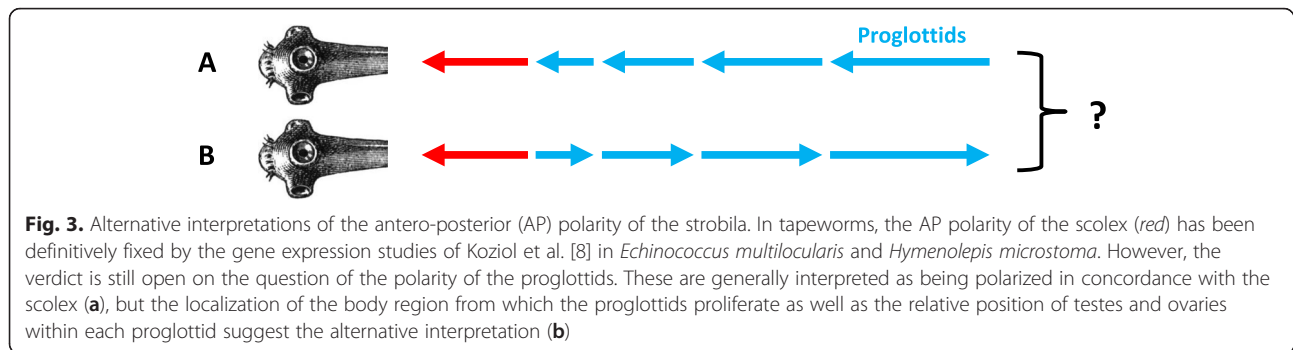 Proglottids
A
?
B
Fig. 3. Alternative interpretations of the antero-posterior (AP) polarity of the strobila. In tapeworms, the AP polarity of the scolex (red) has been
definitively fixed by the gene expression studies of Koziol et al. [8] in Echinococcus multilocularis and Hymenolepis microstoma. However, the
verdict is still open on the question of the polarity of the proglottids. These are generally interpreted as being polarized in concordance with the
scolex (a), but the localization of the body region from which the proglottids proliferate as well as the relative position of testes and ovaries
within each proglottid suggest the alternative interpretation (b)